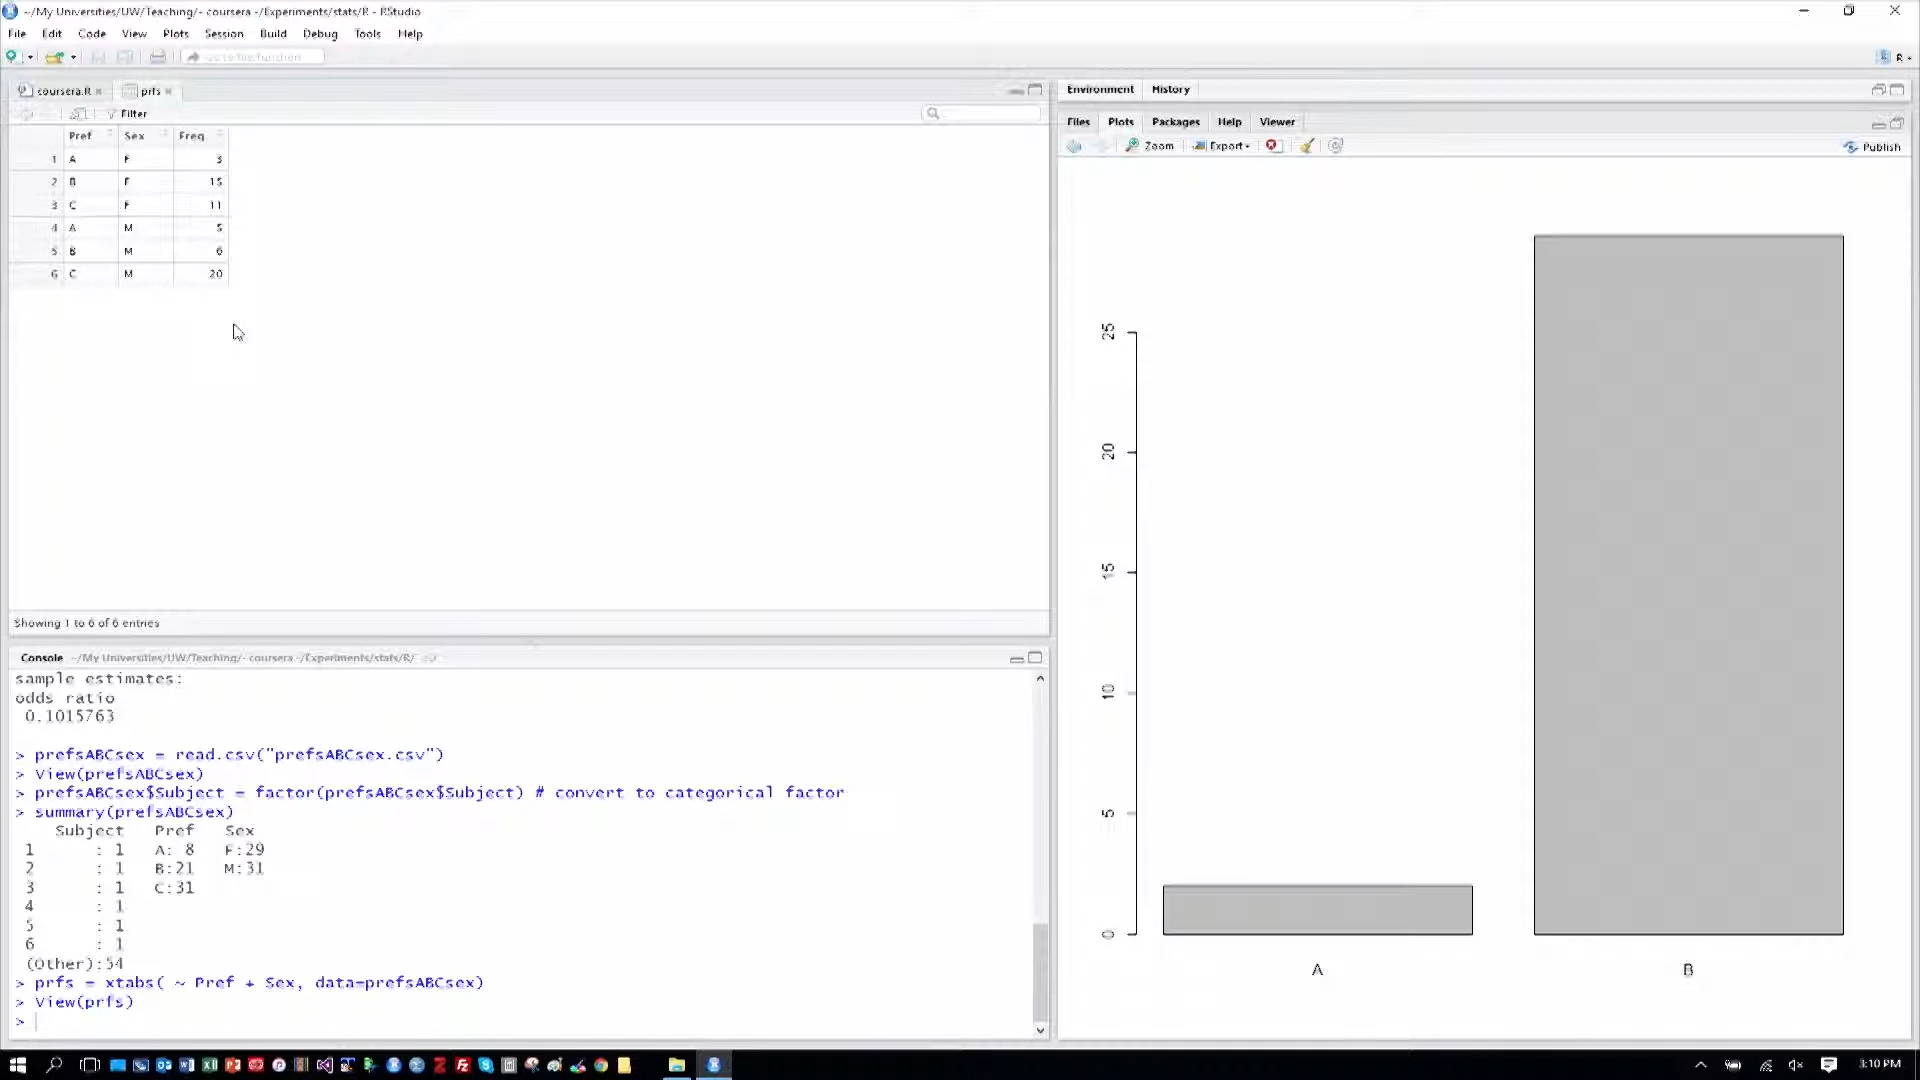 ~/My Universities/UW/Teaching/- coursera -/Experiments/stats/R - RStudio
File Edit Code View Plots Session Build Debug Tools Help
Go to file/function
R
coursera.R prfs
Filter
Pref Sex Freq
1 A F 3
2 B F 15
3 C F 11
4 A M 5
5 B M 6
6 C M 20
Showing 1 to 6 of 6 entries
Console ~/My Universities/UW/Teaching/- coursera -/Experiments/stats/R/
sample estimates:
odds ratio
0.1015763
> prefsABCsex = read.csv("prefsABCsex.csv")
> View(prefsABCsex)
> prefsABCsex$Subject = factor(prefsABCsex$Subject) # convert to categorical factor
> summary(prefsABCsex)
Subject Pref Sex
1 : 1 A: 8 F:29
2 : 1 B:21 M:31
3 : 1 C:31
4 : 1
5 : 1
6 : 1
(Other):54
> prfs = xtabs( ~ Pref + Sex, data=prefsABCsex)
> View(prfs)
>
Environment History
Files Plots Packages Help Viewer
Zoom Export Publish
25
20
15
10
5
0
A B
3:10 PM